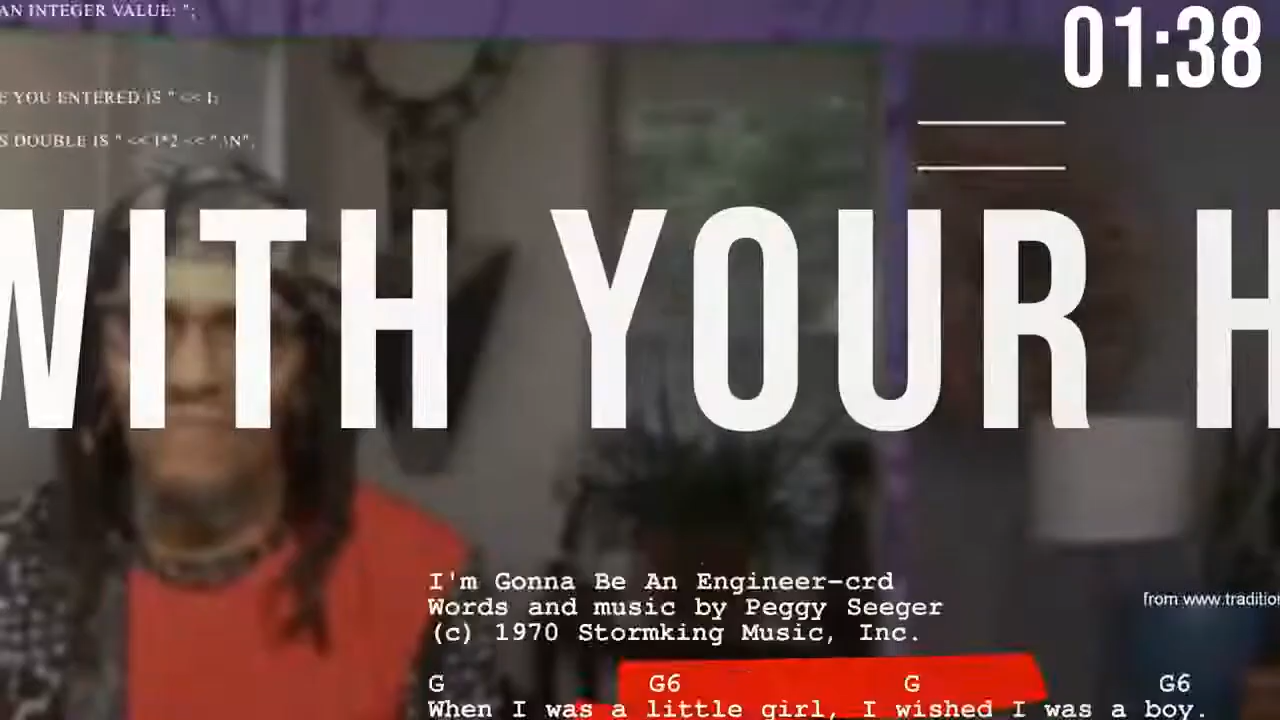 AN INTEGER VALUE: ";
01:38
E YOU ENTERED IS " << I;
S DOUBLE IS " << I*2 << ".\N";
WITH YOUR H
I'm Gonna Be An Engineer-crd
Words and music by Peggy Seeger
(c) 1970 Stormking Music, Inc.
from www.tradition
G G6 G G6
When I was a little girl, I wished I was a boy.